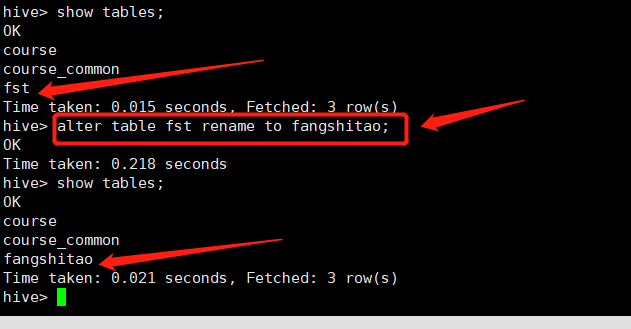 hive> show tables;
OK
course
course_common
fst
Time taken: 0.015 seconds, Fetched: 3 row(s)
hive> alter table fst rename to fangshitao;
OK
Time taken: 0.218 seconds
hive> show tables;
OK
course
course_common
fangshitao
Time taken: 0.021 seconds, Fetched: 3 row(s)
hive>